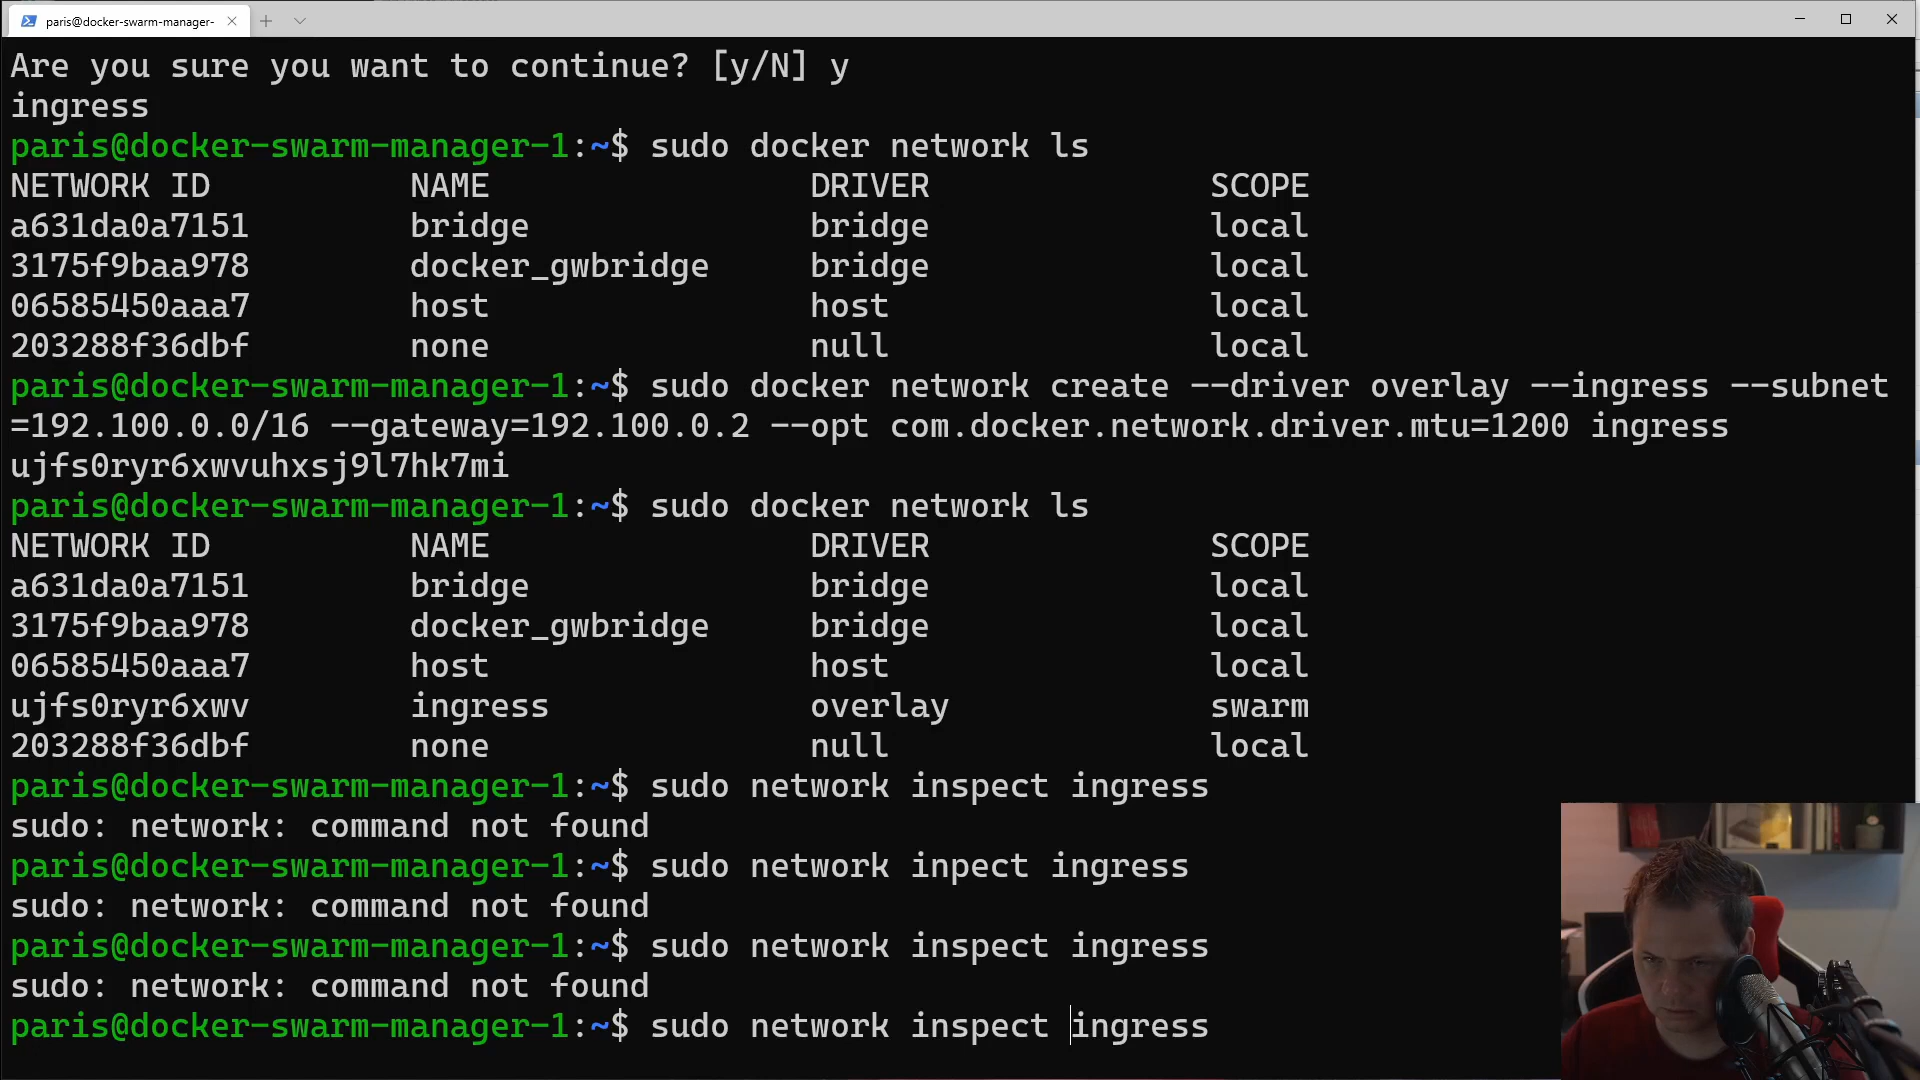 paris@docker-swarm-manager-
Are you sure you want to continue? [y/N] y
ingress
paris@docker-swarm-manager-1:~$ sudo docker network ls
NETWORK ID NAME DRIVER SCOPE
a631da0a7151 bridge bridge local
3175f9baa978 docker_gwbridge bridge local
06585450aaa7 host host local
203288f36dbf none null local
paris@docker-swarm-manager-1:~$ sudo docker network create --driver overlay --ingress --subnet
=192.100.0.0/16 --gateway=192.100.0.2 --opt com.docker.network.driver.mtu=1200 ingress
ujfs0ryr6xwvuhxsj9l7hk7mi
paris@docker-swarm-manager-1:~$ sudo docker network ls
NETWORK ID NAME DRIVER SCOPE
a631da0a7151 bridge bridge local
3175f9baa978 docker_gwbridge bridge local
06585450aaa7 host host local
ujfs0ryr6xwv ingress overlay swarm
203288f36dbf none null local
paris@docker-swarm-manager-1:~$ sudo network inspect ingress
sudo: network: command not found
paris@docker-swarm-manager-1:~$ sudo network inpect ingress
sudo: network: command not found
paris@docker-swarm-manager-1:~$ sudo network inspect ingress
sudo: network: command not found
paris@docker-swarm-manager-1:~$ sudo network inspect ingress